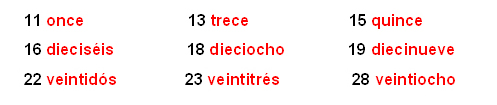 11 once 13 trece 15 quince
16 dieciséis 18 dieciocho 19 diecinueve
22 veintidós 23 veintitrés 28 veintiocho